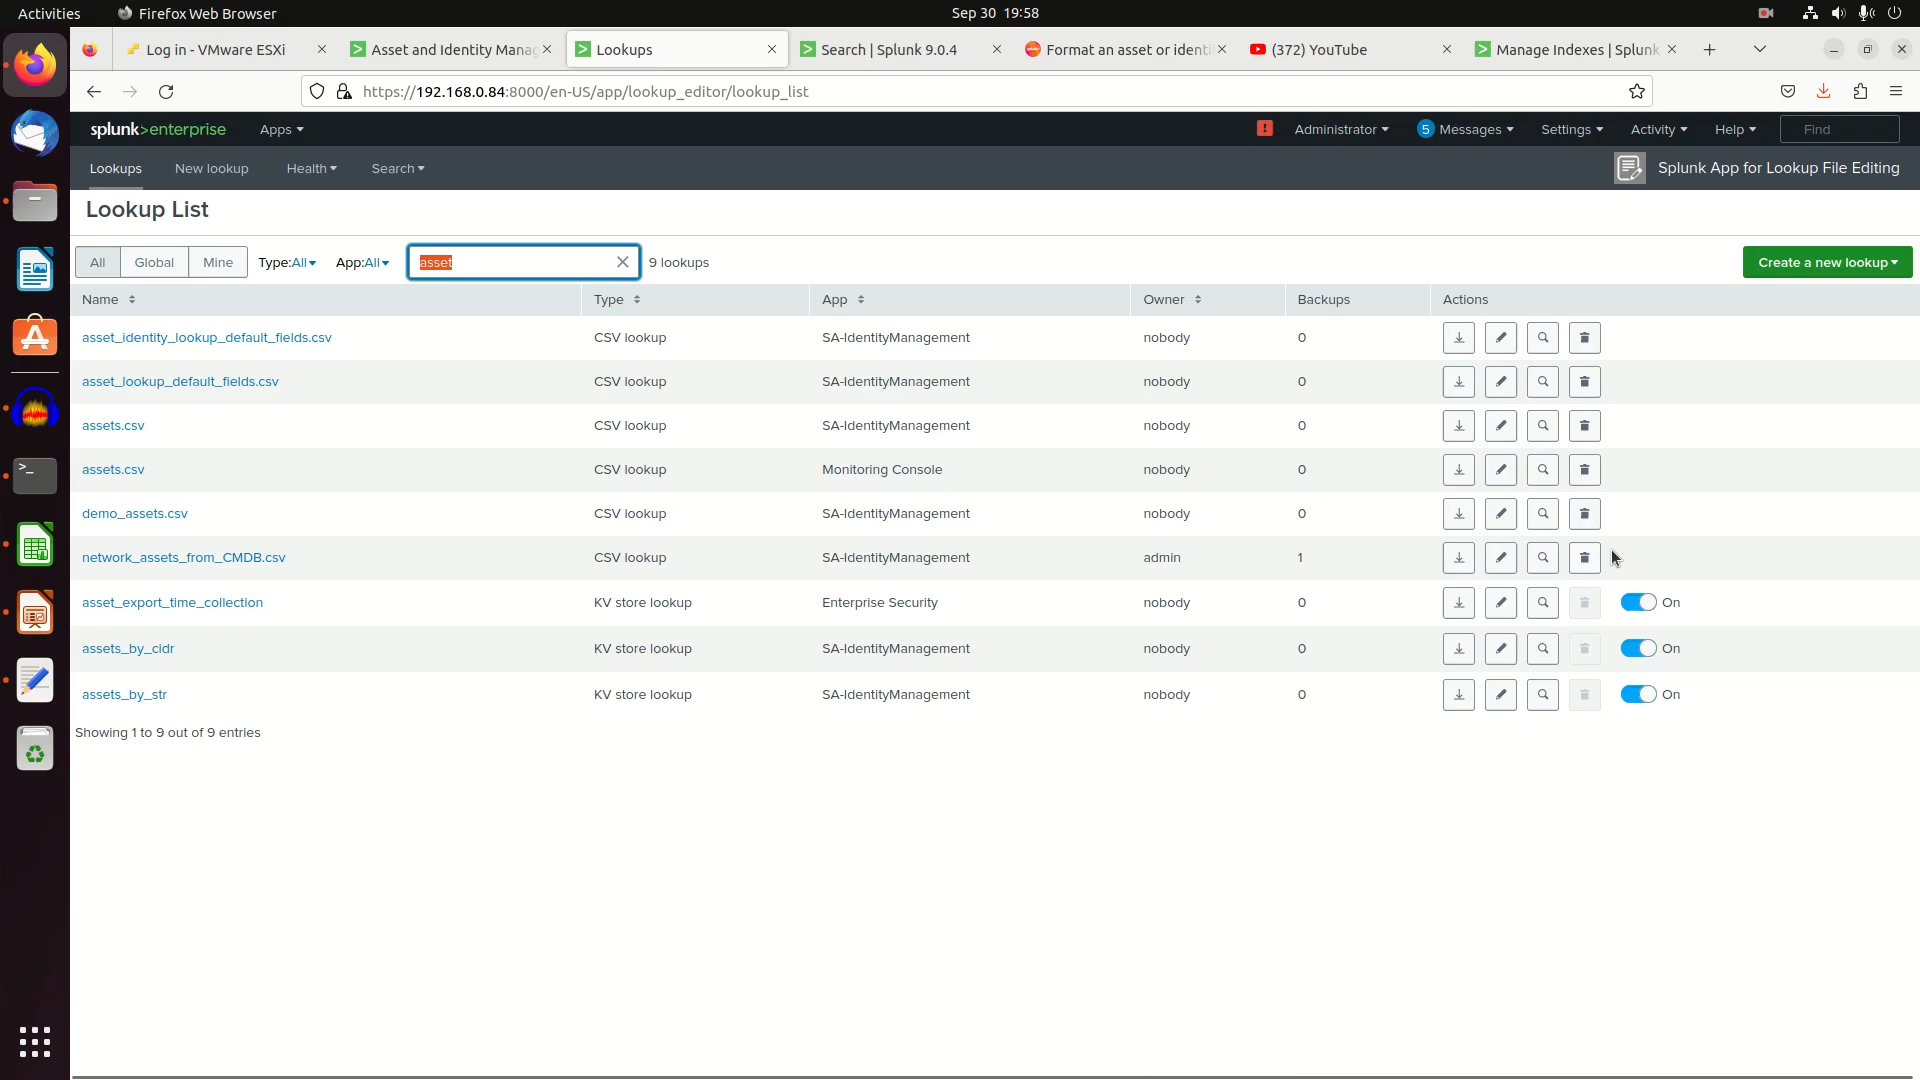 Activities
Firefox Web Browser
Sep 30 19:58
Log in - VMware ESXi
Asset and Identity Manag
Lookups
Search | Splunk 9.0.4
Format an asset or identi
(372) YouTube
Manage Indexes | Splunk
https://192.168.0.84:8000/en-US/app/lookup_editor/lookup_list
splunk>enterprise
Apps
Administrator
5 Messages
Settings
Activity
Help
Find
Lookups
New lookup
Health
Search
Splunk App for Lookup File Editing
Lookup List
All
Global
Mine
Type:All
App:All
asset
9 lookups
Create a new lookup
Name Type App Owner Backups Actions
asset_identity_lookup_default_fields.csv CSV lookup SA-IdentityManagement nobody 0
asset_lookup_default_fields.csv CSV lookup SA-IdentityManagement nobody 0
assets.csv CSV lookup SA-IdentityManagement nobody 0
assets.csv CSV lookup Monitoring Console nobody 0
demo_assets.csv CSV lookup SA-IdentityManagement nobody 0
network_assets_from_CMDB.csv CSV lookup SA-IdentityManagement admin 1
asset_export_time_collection KV store lookup Enterprise Security nobody 0 On
assets_by_cidr KV store lookup SA-IdentityManagement nobody 0 On
assets_by_str KV store lookup SA-IdentityManagement nobody 0 On
Showing 1 to 9 out of 9 entries